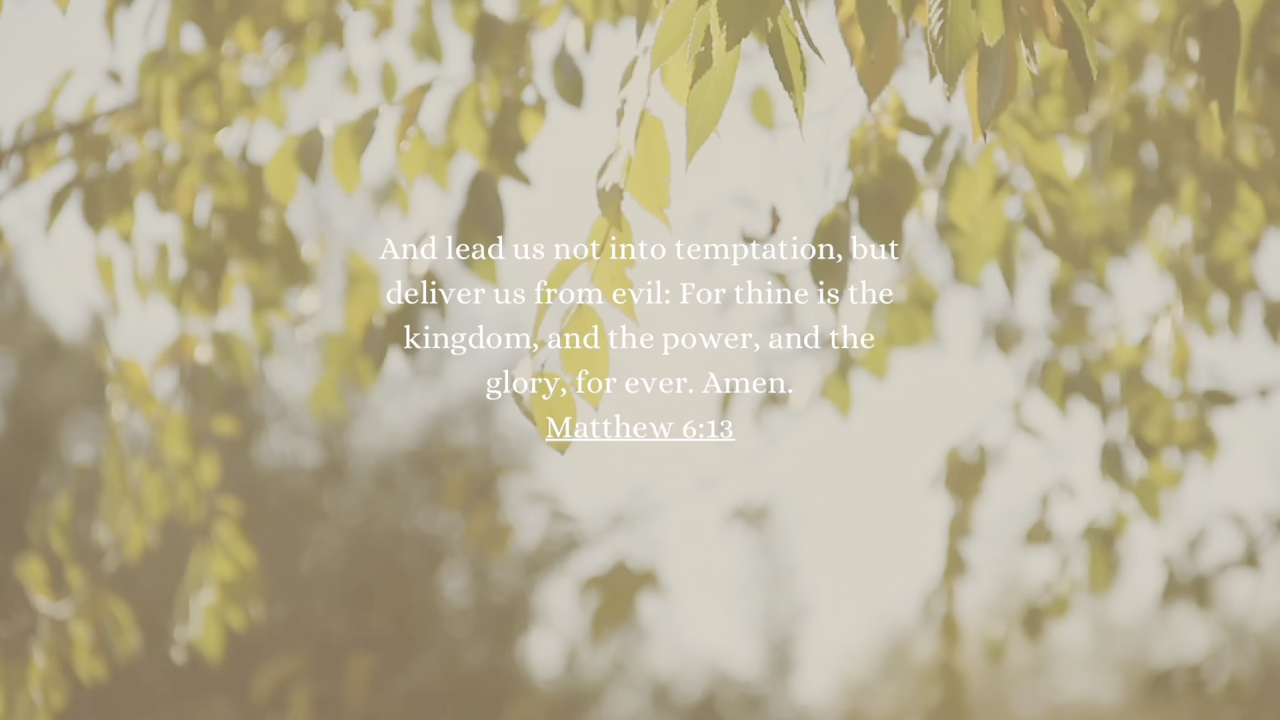 And lead us not into temptation, but
deliver us from evil: For thine is the
kingdom, and the power, and the
glory, for ever. Amen.
Matthew 6:13